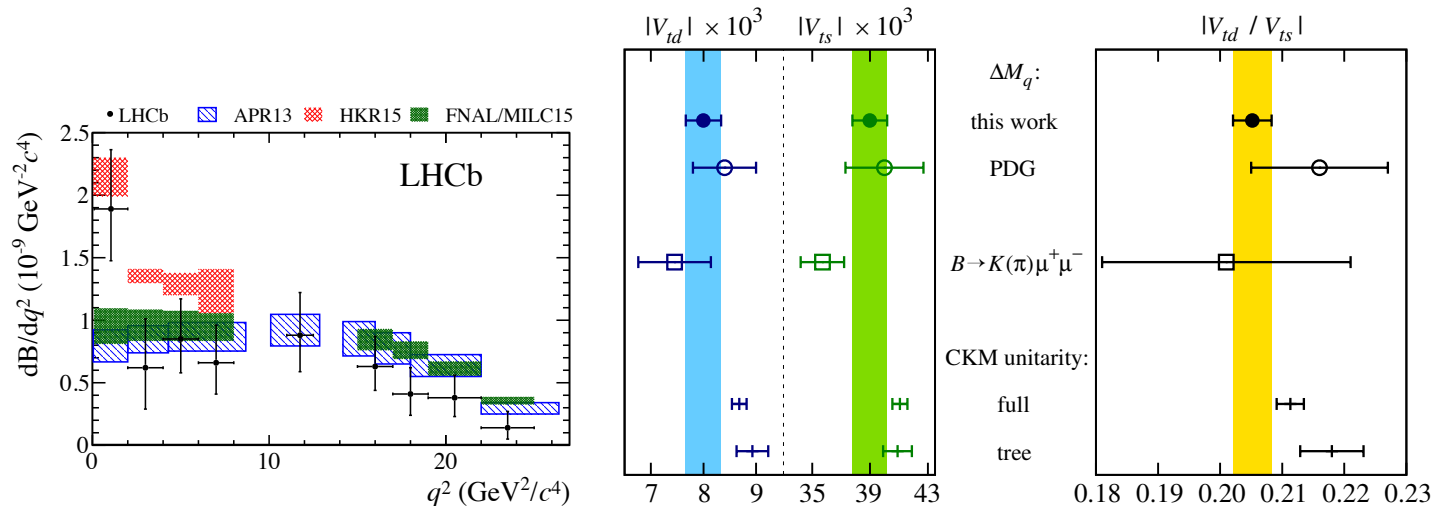 LHCb APR13 HKR15 FNAL/MILC15
LHCb
dB/dq² (10⁻⁹ GeV⁻²c⁴)
2.5
2
1.5
1
0.5
0
0 10 20
q² (GeV²/c⁴)
|V_td| × 10³ |V_ts| × 10³
|V_td / V_ts|
ΔM_q:
this work
PDG
B→K(π)μ⁺μ⁻
CKM unitarity:
full
tree
7 8 9 35 39 43
0.18 0.19 0.20 0.21 0.22 0.23